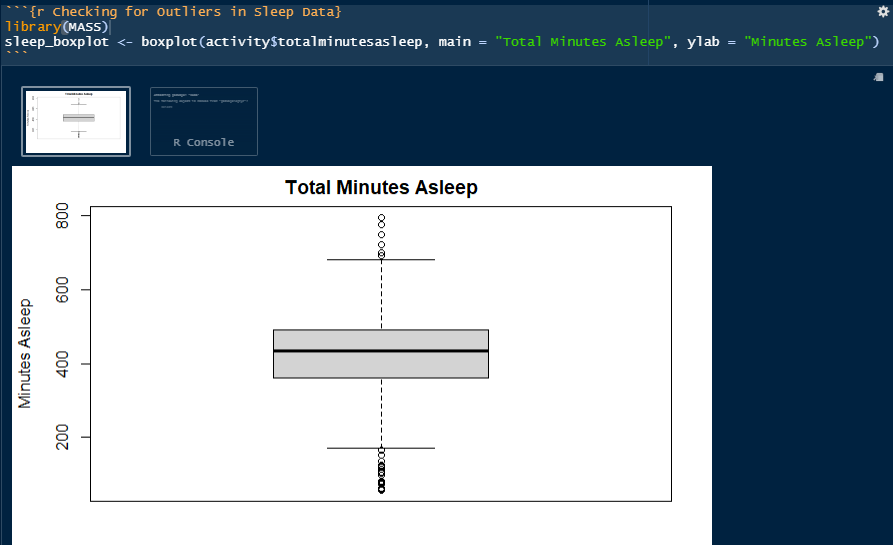 ```{r Checking for Outliers in Sleep Data}
library(MASS)
sleep_boxplot <- boxplot(activity$totalminutesasleep, main = "Total Minutes Asleep", ylab = "Minutes Asleep")
```
R Console
Total Minutes Asleep
Minutes Asleep
800
600
400
200